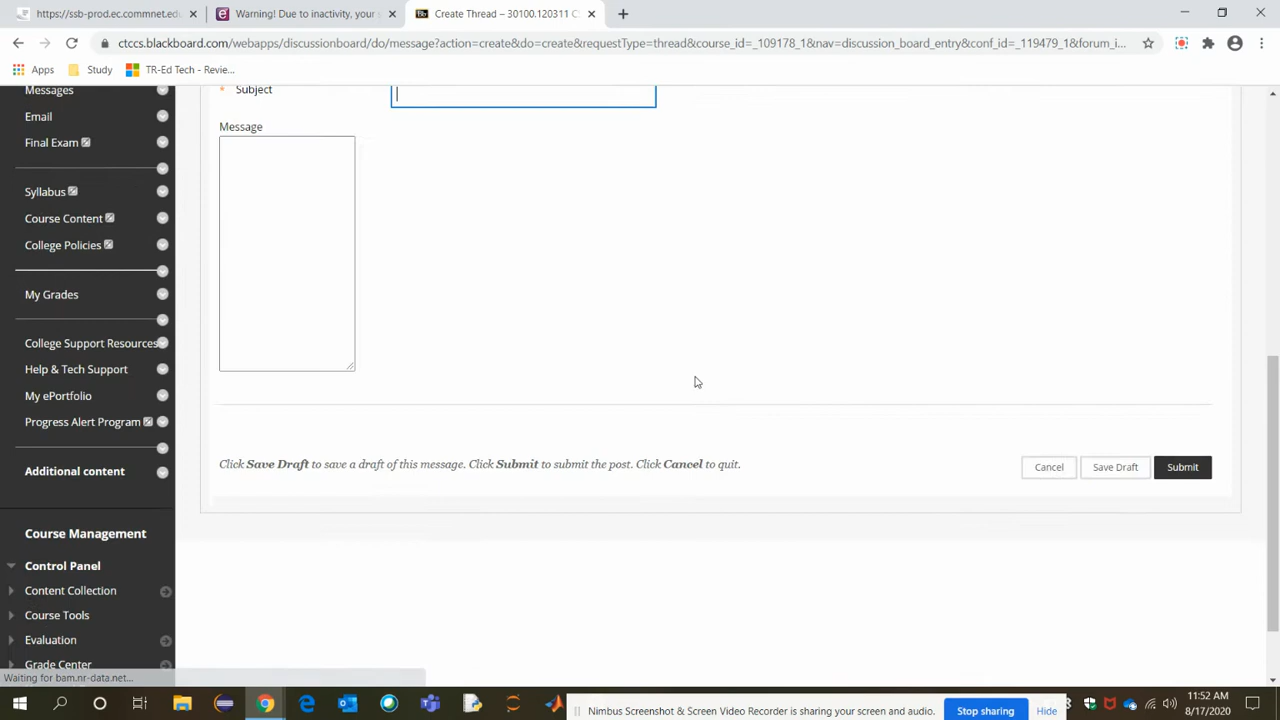 https://ssb-prod.ec.commnet.ed
Warning! Due to inactivity, your s
Create Thread – 30100.120311 C
ctccs.blackboard.com/webapps/discussionboard/do/message?action=create&do=create&requestType=thread&course_id=_109178_1&nav=discussion_board_entry&conf_id=_119479_1&forum_i...
Apps
Study
TR-Ed Tech - Revie...
Messages
Email
Final Exam
Syllabus
Course Content
College Policies
My Grades
College Support Resources
Help & Tech Support
My ePortfolio
Progress Alert Program
Additional content
Course Management
Control Panel
Content Collection
Course Tools
Evaluation
Grade Center
* Subject
Message
Click Save Draft to save a draft of this message. Click Submit to submit the post. Click Cancel to quit.
Cancel
Save Draft
Submit
Waiting for bam.nr-data.net...
Nimbus Screenshot & Screen Video Recorder is sharing your screen and audio.
Stop sharing
Hide
11:52 AM
8/17/2020